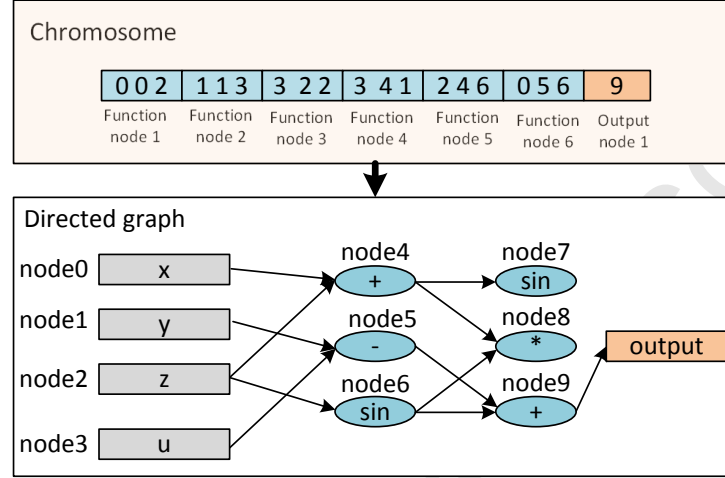 Chromosome
0 0 2 1 1 3 3 2 2 3 4 1 2 4 6 0 5 6 9
Function Function Function Function Function Function Output
node 1 node 2 node 3 node 4 node 5 node 6 node 1
Directed graph
node4 node7
node0 x + sin
node1 y node5 node8
- * output
node2 z node6 node9
sin +
node3 u